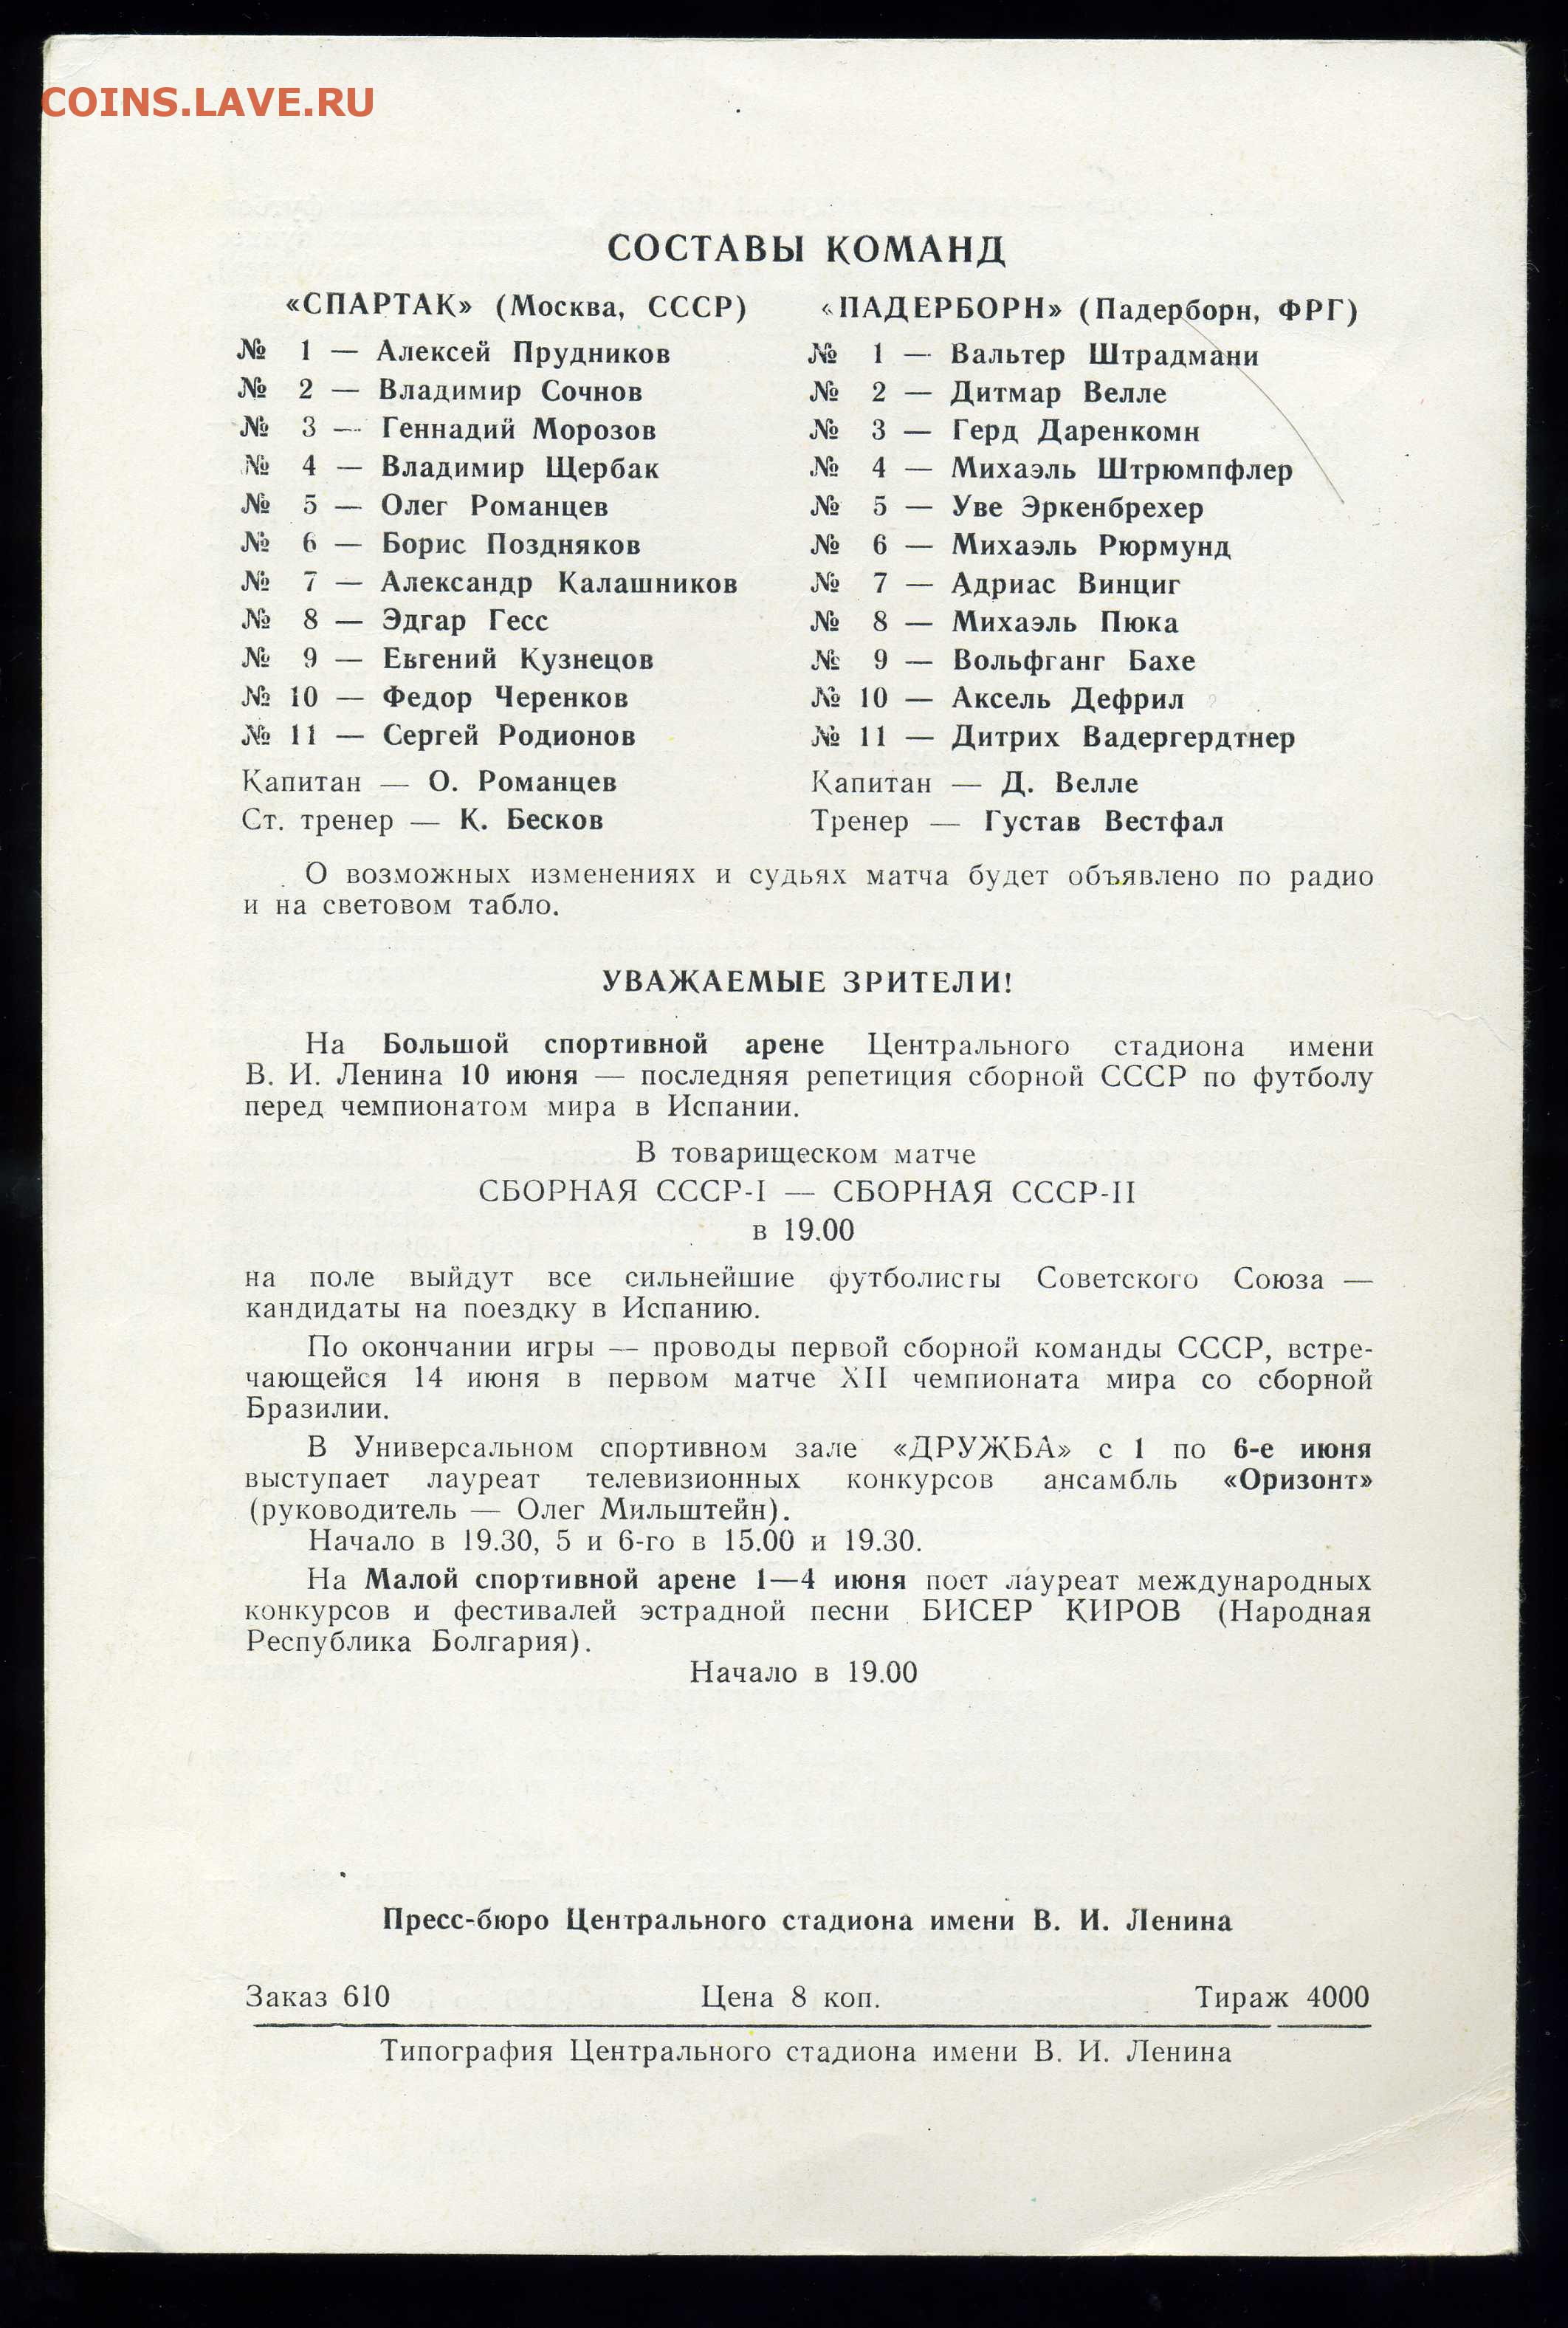 COINS.LAVE.RU
СОСТАВЫ КОМАНД
«СПАРТАК» (Москва, СССР)
№ 1 — Алексей Прудников
№ 2 — Владимир Сочнов
№ 3 — Геннадий Морозов
№ 4 — Владимир Щербак
№ 5 — Олег Романцев
№ 6 — Борис Поздняков
№ 7 — Александр Калашников
№ 8 — Эдгар Гесс
№ 9 — Евгений Кузнецов
№ 10 — Федор Черенков
№ 11 — Сергей Родионов
Капитан — О. Романцев
Ст. тренер — К. Бесков
«ПАДЕРБОРН» (Падерборн, ФРГ)
№ 1 — Вальтер Штрадмани
№ 2 — Дитмар Велле
№ 3 — Герд Даренкомн
№ 4 — Михаэль Штрюмпфлер
№ 5 — Уве Эркенбрехер
№ 6 — Михаэль Рюрмунд
№ 7 — Адриас Винциг
№ 8 — Михаэль Пюка
№ 9 — Вольфганг Бахе
№ 10 — Аксель Дефрил
№ 11 — Дитрих Вадергердтнер
Капитан — Д. Велле
Тренер — Густав Вестфал
О возможных изменениях и судьях матча будет объявлено по радио
и на световом табло.
УВАЖАЕМЫЕ ЗРИТЕЛИ!
На Большой спортивной арене Центрального стадиона имени
В. И. Ленина 10 июня — последняя репетиция сборной СССР по футболу
перед чемпионатом мира в Испании.
В товарищеском матче
СБОРНАЯ СССР-I — СБОРНАЯ СССР-II
в 19.00
на поле выйдут все сильнейшие футболисты Советского Союза —
кандидаты на поездку в Испанию.
По окончании игры — проводы первой сборной команды СССР, встре-
чающейся 14 июня в первом матче XII чемпионата мира со сборной
Бразилии.
В Универсальном спортивном зале «ДРУЖБА» с 1 по 6-е июня
выступает лауреат телевизионных конкурсов ансамбль «Оризонт»
(руководитель — Олег Мильштейн).
Начало в 19.30, 5 и 6-го в 15.00 и 19.30.
На Малой спортивной арене 1—4 июня поет лауреат международных
конкурсов и фестивалей эстрадной песни БИСЕР КИРОВ (Народная
Республика Болгария).
Начало в 19.00
Пресс-бюро Центрального стадиона имени В. И. Ленина
Заказ 610 Цена 8 коп. Тираж 4000
Типография Центрального стадиона имени В. И. Ленина